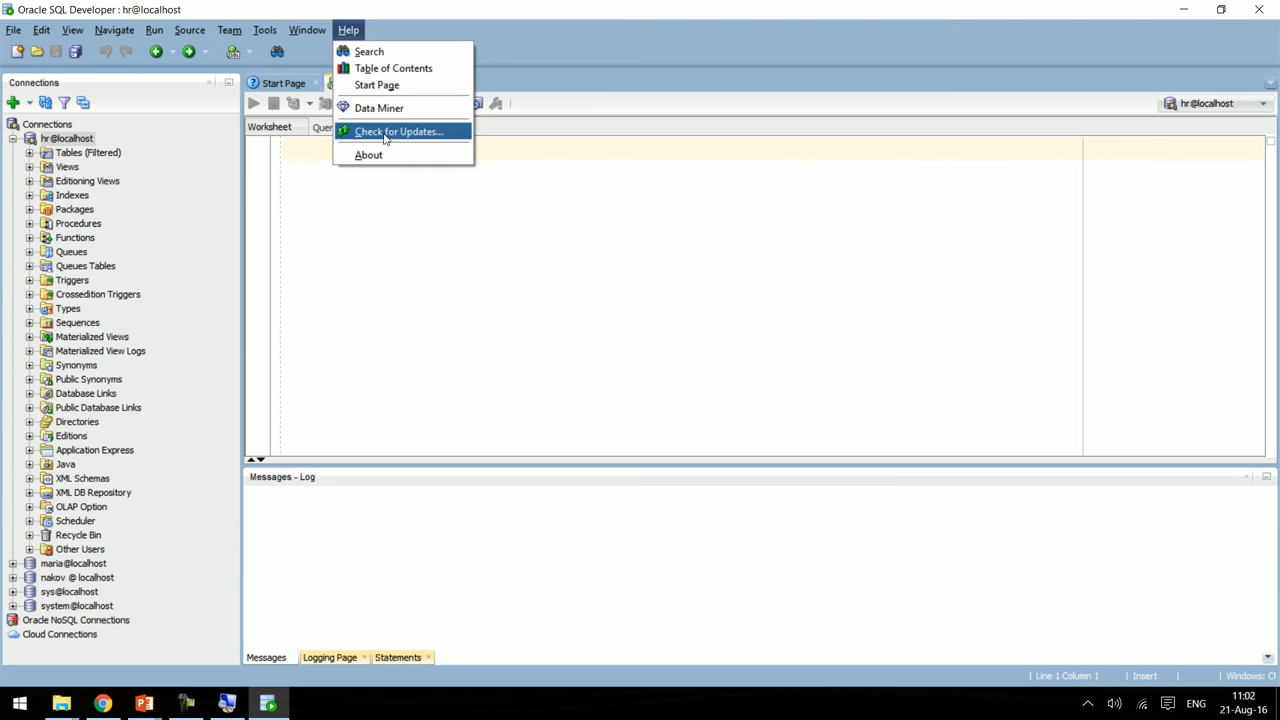 Oracle SQL Developer : hr@localhost
File Edit View Navigate Run Source Team Tools Window Help
Search
Table of Contents
Start Page
Data Miner
Check for Updates...
About
Connections
Start Page
hr@localhost
Worksheet
Connections
hr@localhost
Tables (Filtered)
Views
Editioning Views
Indexes
Packages
Procedures
Functions
Queues
Queues Tables
Triggers
Crossedition Triggers
Types
Sequences
Materialized Views
Materialized View Logs
Synonyms
Public Synonyms
Database Links
Public Database Links
Directories
Editions
Application Express
Java
XML Schemas
XML DB Repository
OLAP Option
Scheduler
Recycle Bin
Other Users
maria@localhost
nakov @ localhost
sys@localhost
system@localhost
Oracle NoSQL Connections
Cloud Connections
Messages - Log
Messages Logging Page Statements
Line 1 Column 1 Insert Windows: Cl
ENG
11:02
21-Aug-16